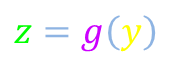 z = g(y)